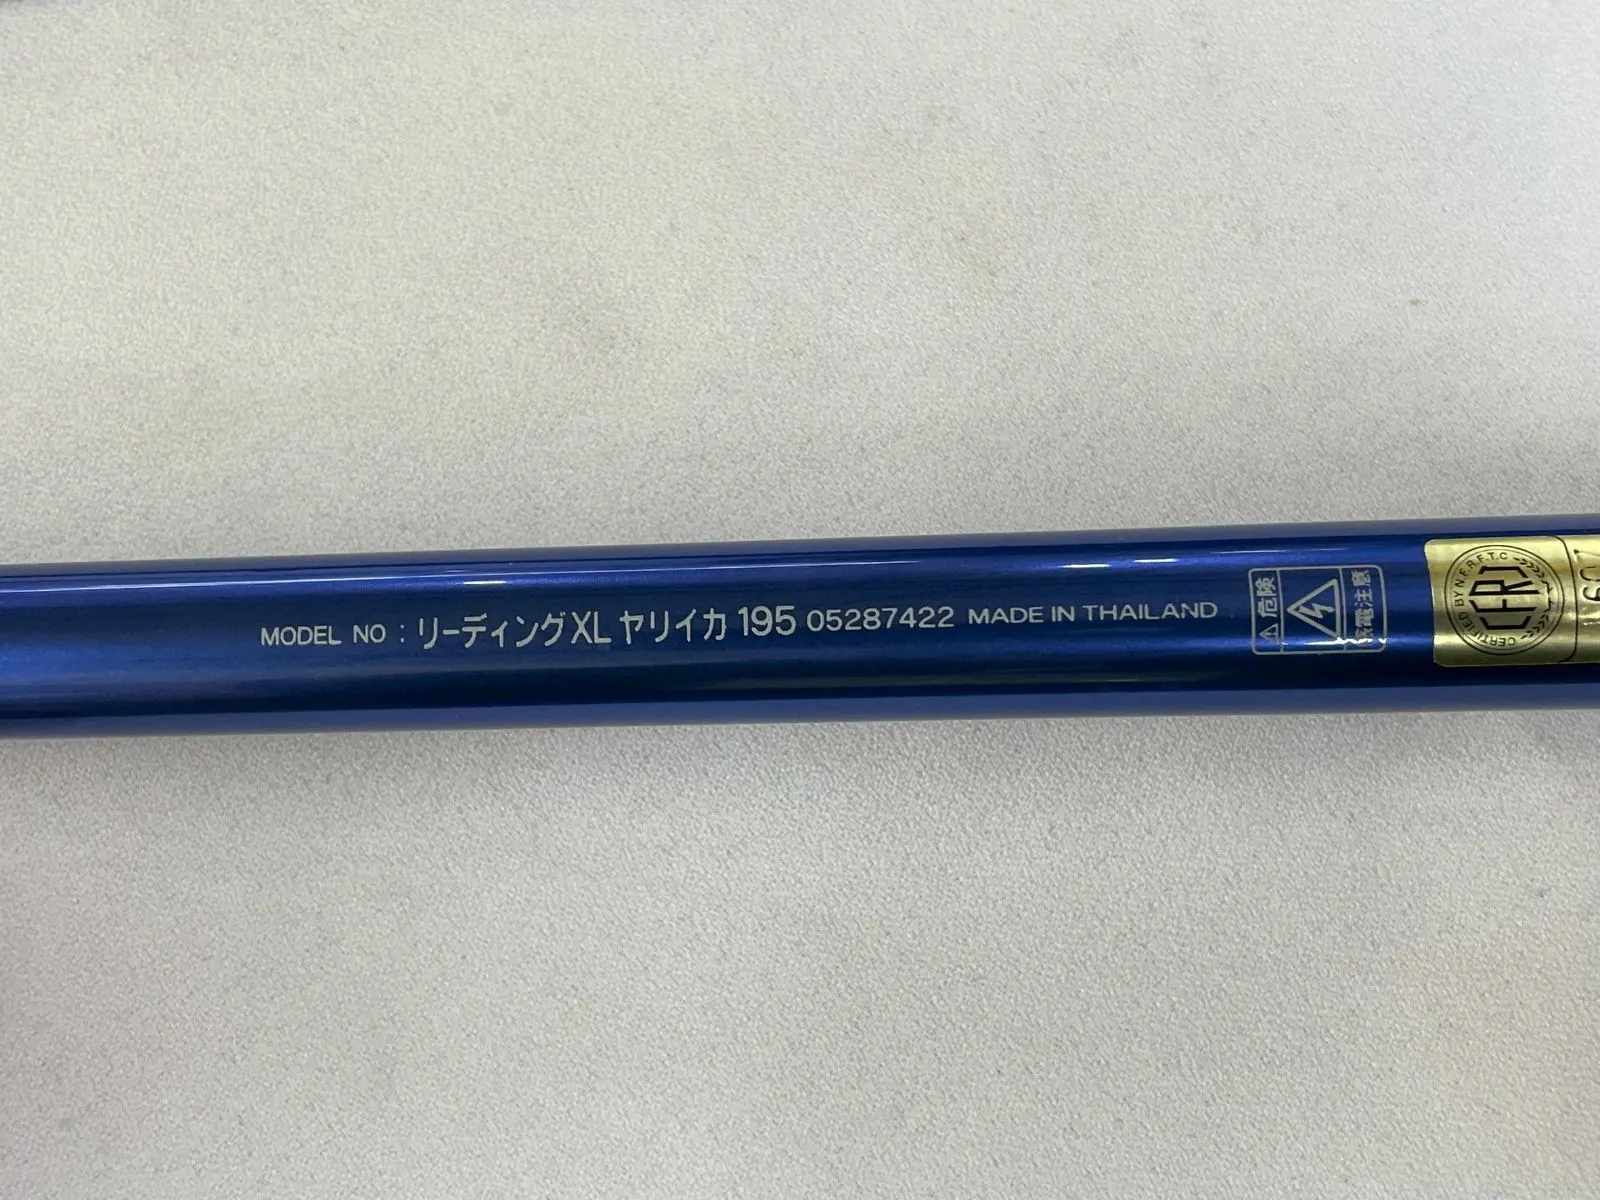 MODEL NO : リーディングXL ヤリイカ 195 05287422 MADE IN THAILAND
危険
感電注意
CERTIFIED BY N.F.R.F.T.C
CFRJ